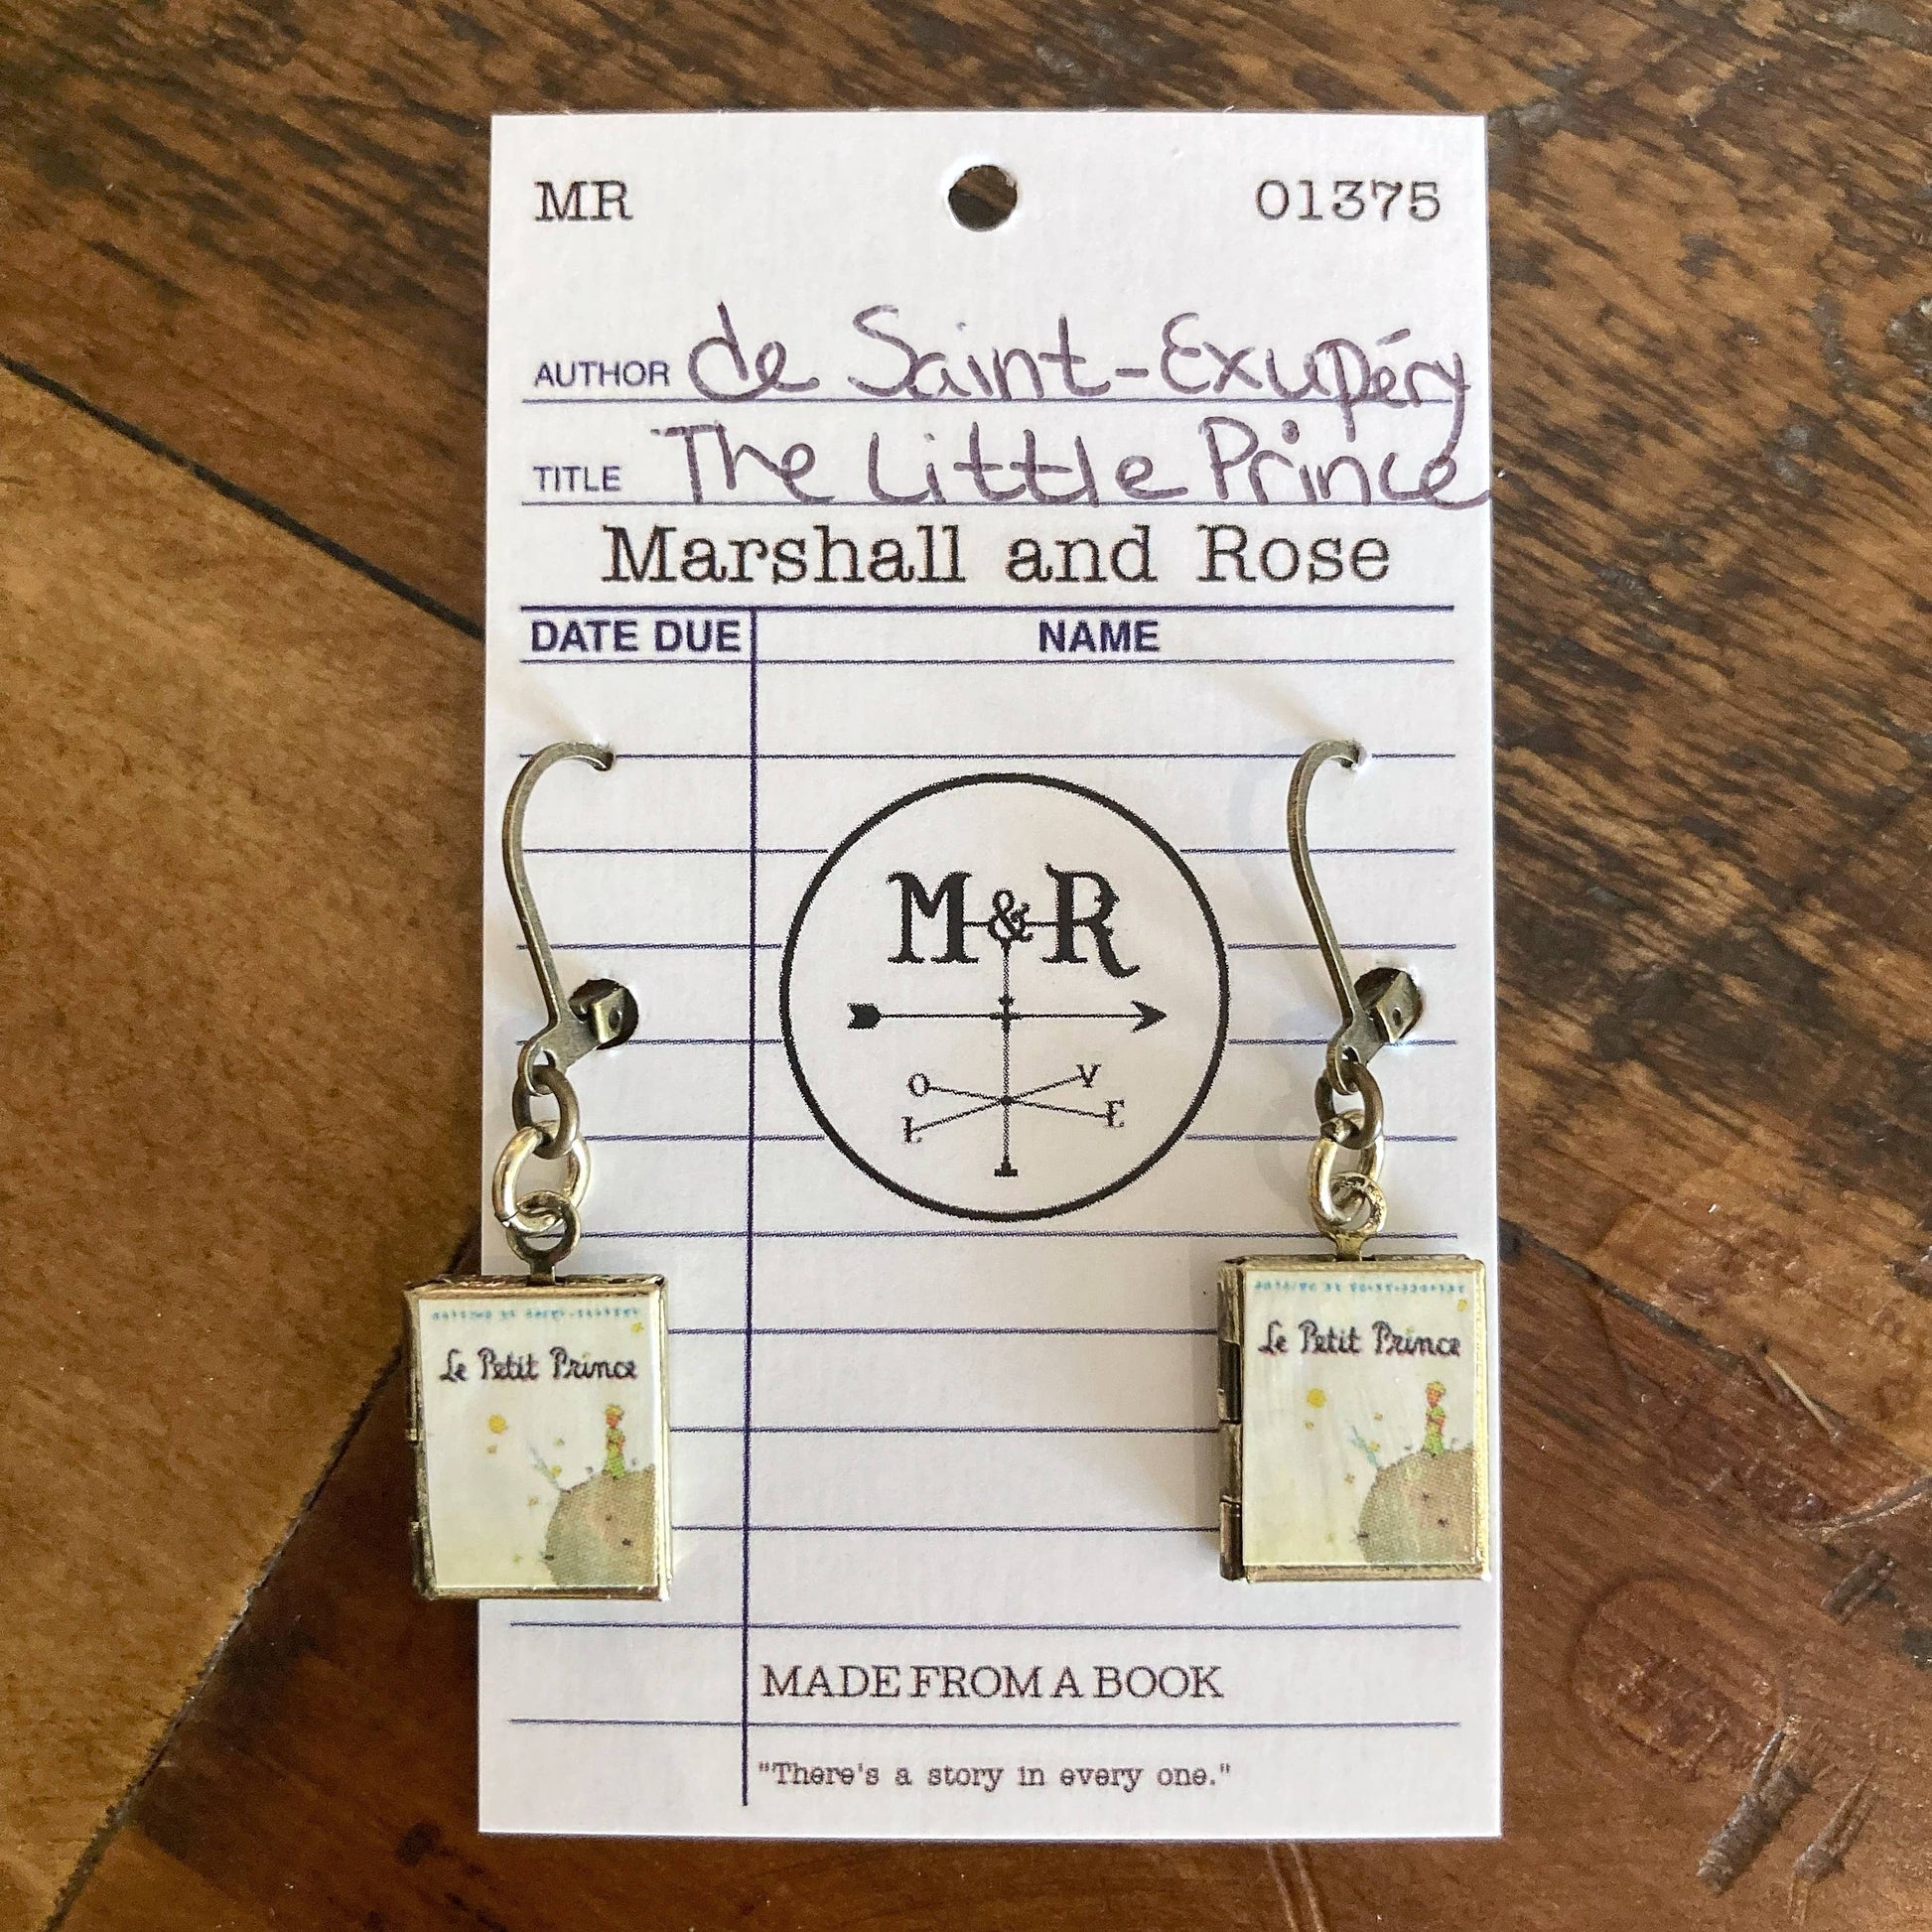 MR 01375
AUTHOR de Saint-Exupéry
TITLE The Little Prince
Marshall and Rose
DATE DUE NAME
M&R
O V
L E
Le Petit Prince
Le Petit Prince
MADE FROM A BOOK
"There's a story in every one."